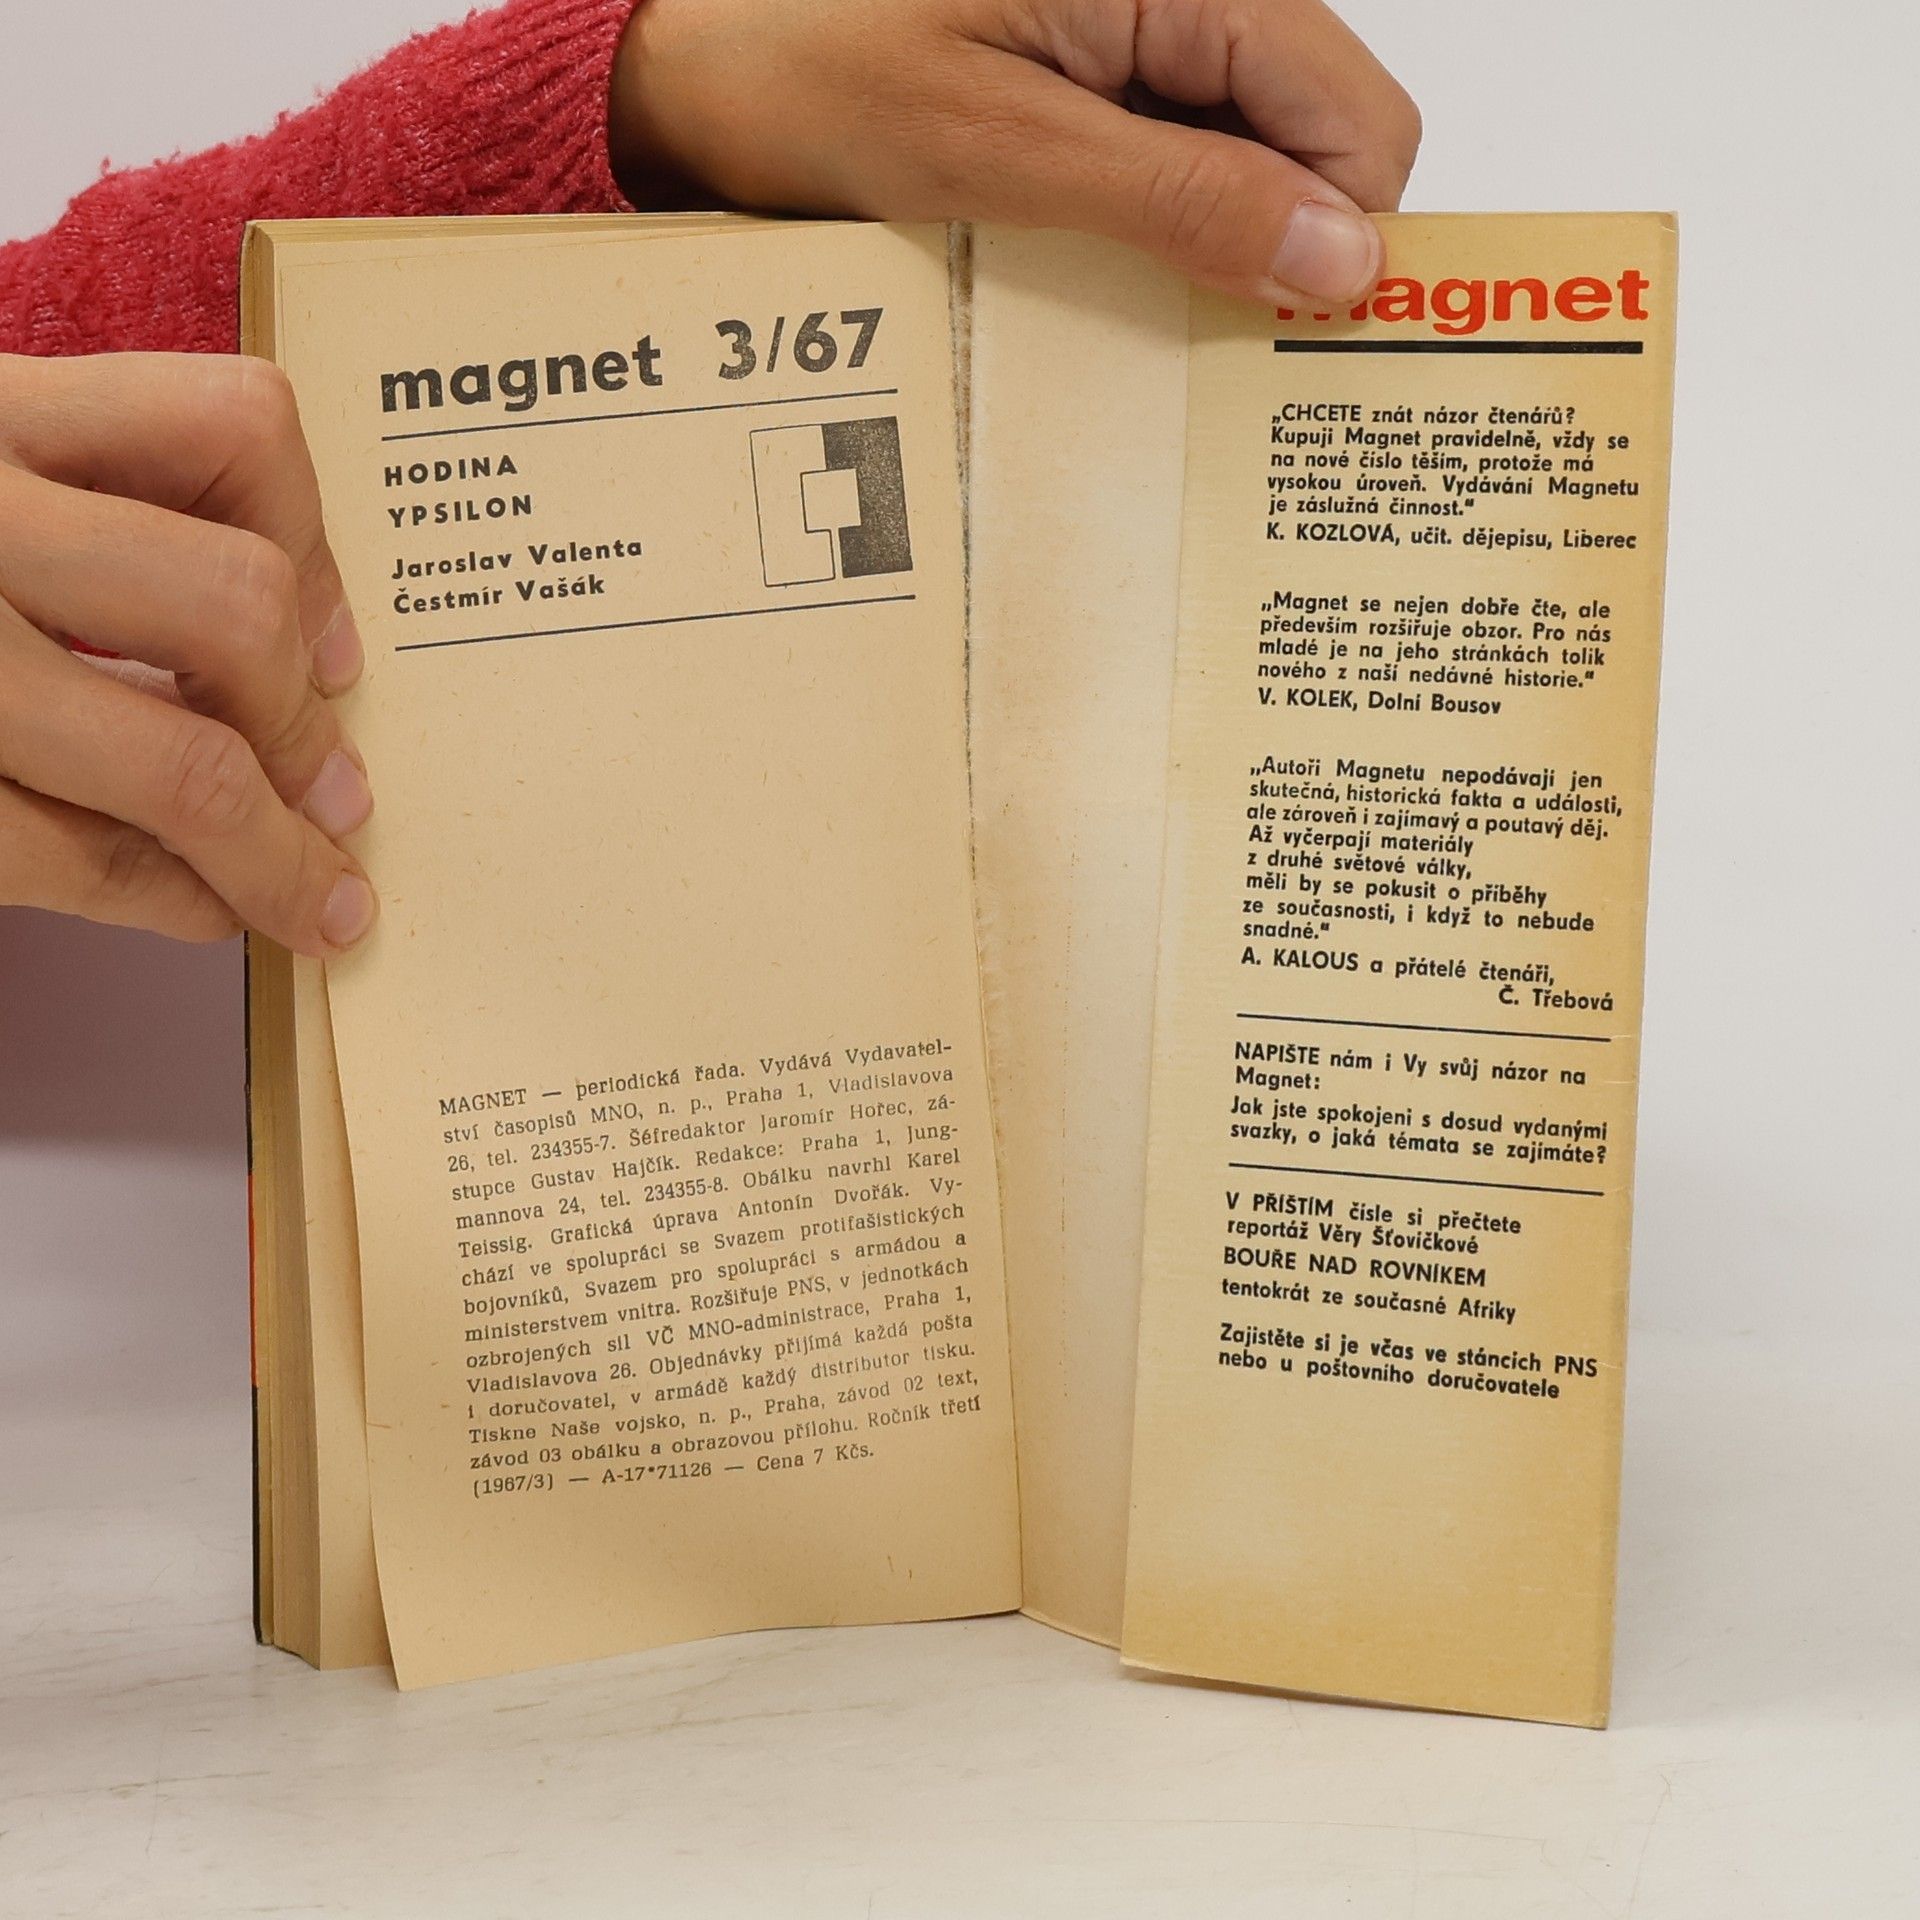 magnet 3/67
HODINA
YPSILON
Jaroslav Valenta
Čestmír Vašák
MAGNET — periodická řada. Vydává Vydavatel-
ství časopisů MNO, n. p., Praha 1, Vladislavova
26, tel. 234355-7. Šéfredaktor Jaromír Hořec, zá-
stupce Gustav Hajčík. Redakce: Praha 1, Jung-
mannova 24, tel. 234355-8. Obálku navrhl Karel
Teissig. Grafická úprava Antonín Dvořák. Vy-
chází ve spolupráci se Svazem protifašistických
bojovníků, Svazem pro spolupráci s armádou a
ministerstvem vnitra. Rozšiřuje PNS, v jednotkách
ozbrojených sil VČ MNO-administrace, Praha 1,
Vladislavova 26. Objednávky přijímá každá pošta
i doručovatel, v armádě každý distributor tisku.
Tiskne Naše vojsko, n. p., Praha, závod 02 text,
závod 03 obálku a obrazovou přílohu. Ročník třetí
(1967/3) — A-17*71126 — Cena 7 Kčs.
magnet
„CHCETE znát názor čtenářů?
Kupuji Magnet pravidelně, vždy se
na nové číslo těším, protože má
vysokou úroveň. Vydávání Magnetu
je záslužná činnost."
K. KOZLOVÁ, učit. dějepisu, Liberec
„Magnet se nejen dobře čte, ale
především rozšiřuje obzor. Pro nás
mladé je na jeho stránkách tolik
nového z naší nedávné historie."
V. KOLEK, Dolní Bousov
„Autoři Magnetu nepodávají jen
skutečná, historická fakta a události,
ale zároveň i zajímavý a poutavý děj.
Až vyčerpají materiály
z druhé světové války,
měli by se pokusit o příběhy
ze současnosti, i když to nebude
snadné."
A. KALOUS a přátelé čtenáři,
Č. Třebová
NAPIŠTE nám i Vy svůj názor na
Magnet:
Jak jste spokojeni s dosud vydanými
svazky, o jaká témata se zajímáte?
V PŘÍŠTÍM čísle si přečtete
reportáž Věry Šťovíčkové
BOUŘE NAD ROVNÍKEM
tentokrát ze současné Afriky
Zajistěte si je včas ve stáncích PNS
nebo u poštovního doručovatele